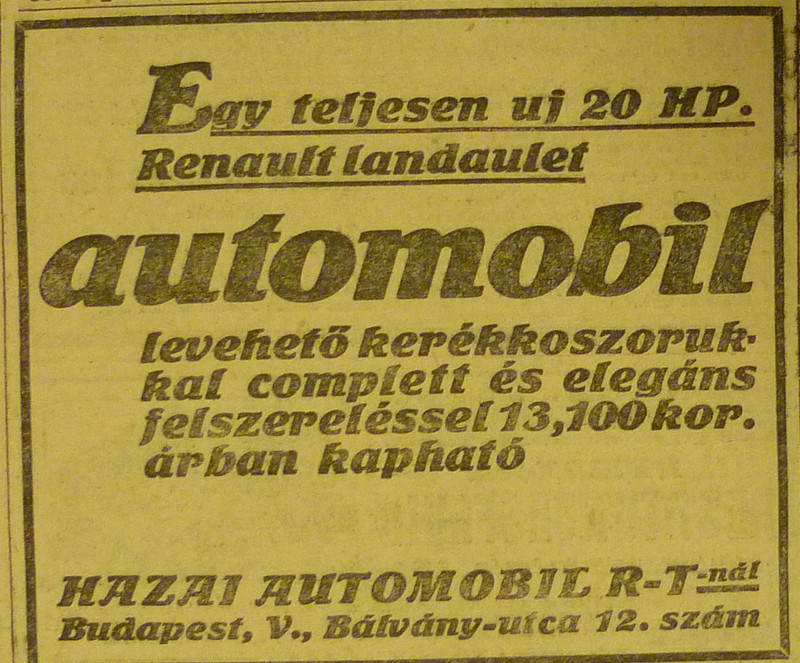 Egy teljesen uj 20 HP.
Renault landaulet
automobil
levehető kerékkoszoruk-
kal complett és elegáns
felszereléssel 13,100 kor.
árban kapható
HAZAI AUTOMOBIL R-T-nál
Budapest, V., Bálvány-utca 12. szám